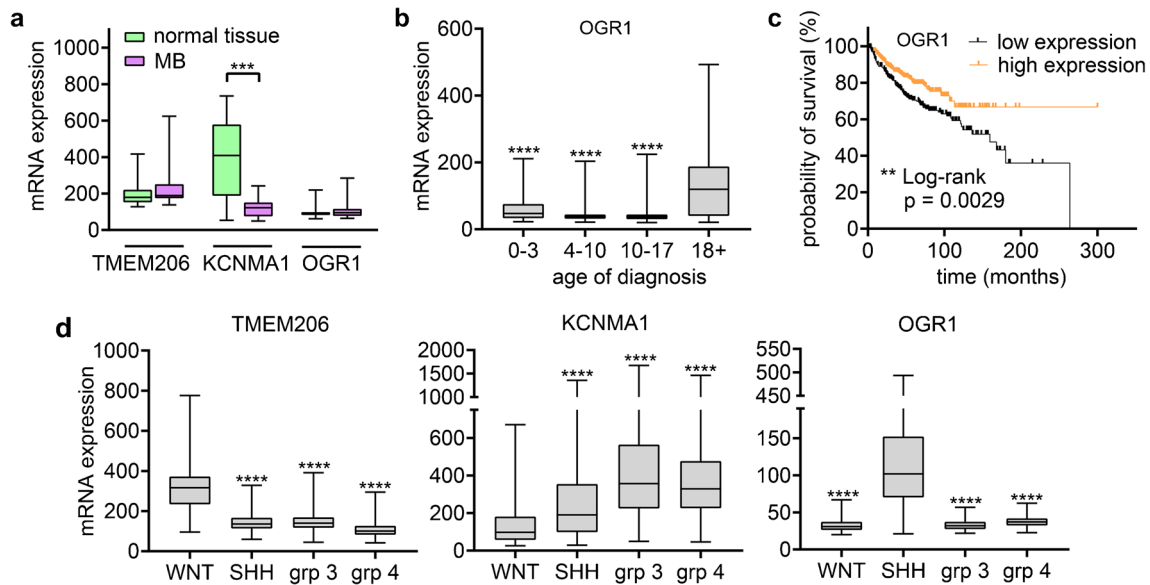 a
mRNA expression
1000
800
600
400
200
0
normal tissue
MB
***
TMEM206 KCNMA1 OGR1
b
OGR1
mRNA expression
600
400
200
0
**** **** ****
0-3 4-10 10-17 18+
age of diagnosis
c
OGR1
low expression
high expression
probability of survival (%)
100
80
60
40
20
0
** Log-rank
p = 0.0029
0 100 200 300
time (months)
d
TMEM206
mRNA expression
1000
800
600
400
200
0
**** **** ****
WNT SHH grp 3 grp 4
KCNMA1
2000
1500
1000
600
400
200
0
**** **** ****
WNT SHH grp 3 grp 4
OGR1
550
500
450
150
100
50
0
**** **** ****
WNT SHH grp 3 grp 4